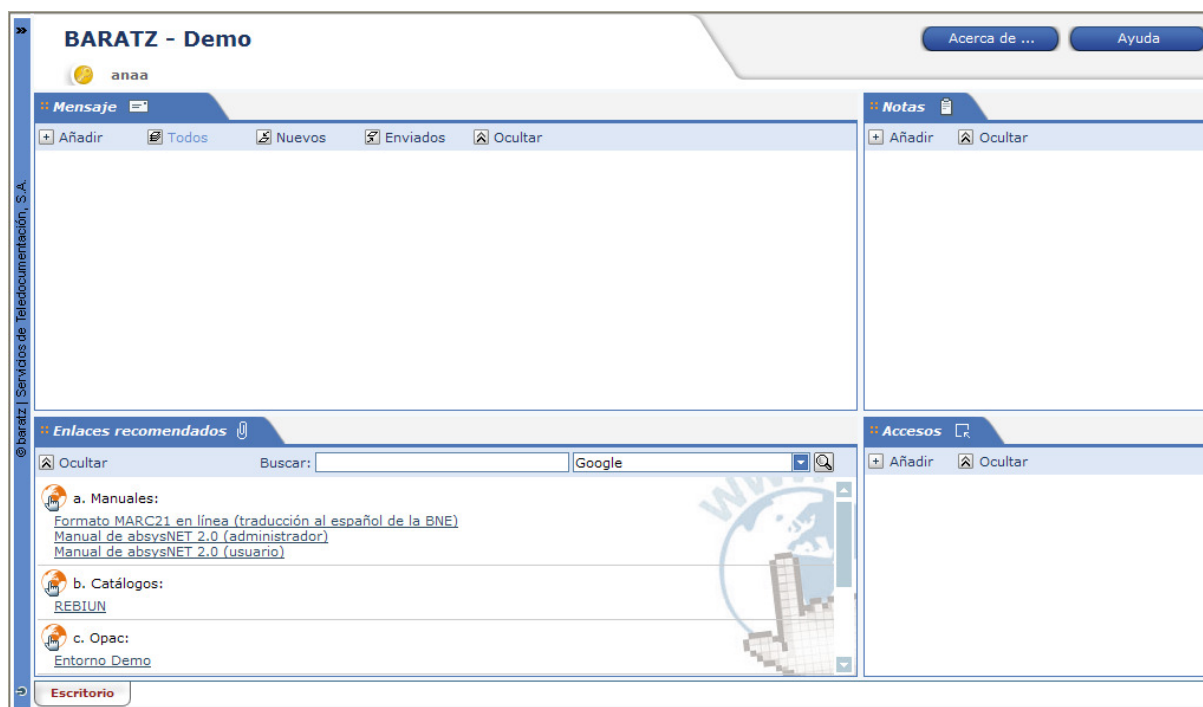 »
BARATZ - Demo
Acerca de ...
Ayuda
anaa
Mensaje
Notas
Añadir Todos Nuevos Enviados Ocultar
Añadir Ocultar
© baratz | Servicios de Teledocumentación, S.A.
Enlaces recomendados
Accesos
Ocultar Buscar: Google
Añadir Ocultar
a. Manuales:
Formato MARC21 en línea (traducción al español de la BNE)
Manual de absysNET 2.0 (administrador)
Manual de absysNET 2.0 (usuario)
b. Catálogos:
REBIUN
c. Opac:
Entorno Demo
Escritorio